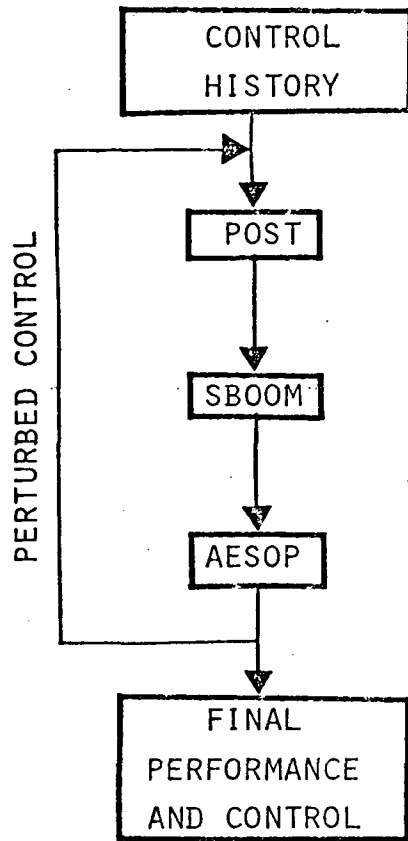 CONTROL
HISTORY
POST
PERTURBED CONTROL
SBOOM
AESOP
FINAL
PERFORMANCE
AND CONTROL